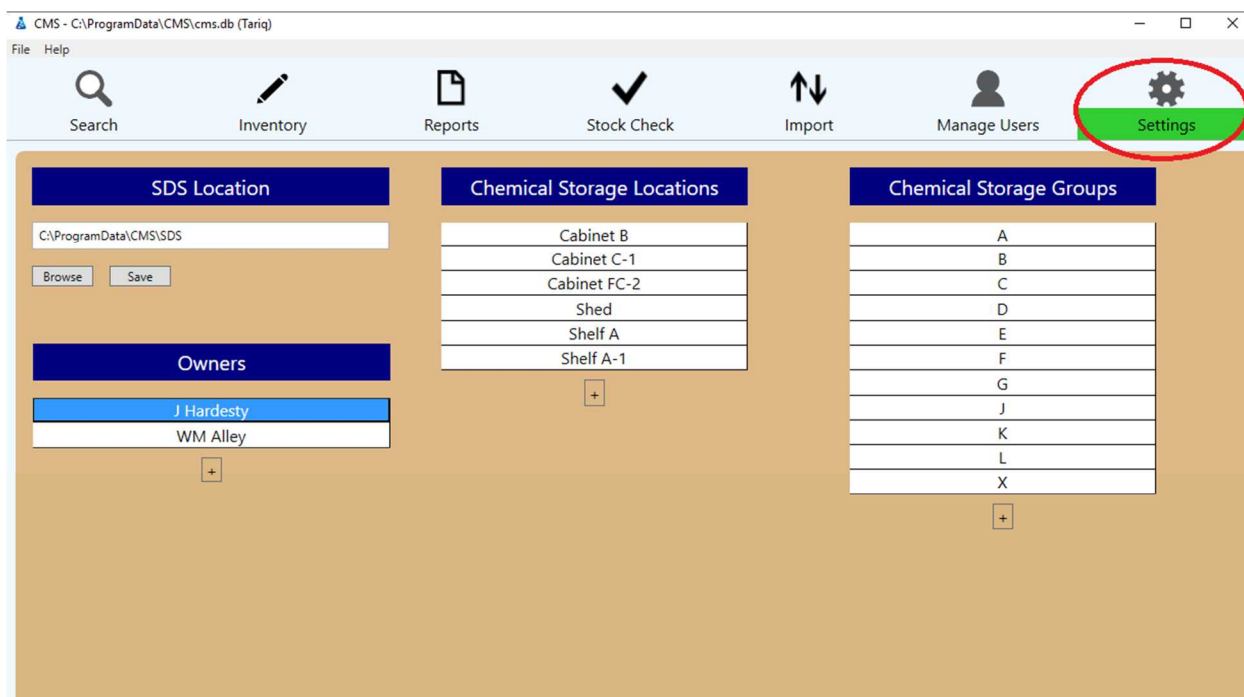 CMS - C:\ProgramData\CMS\cms.db (Tariq)
File Help
Search Inventory Reports Stock Check Import Manage Users Settings
SDS Location
C:\ProgramData\CMS\SDS
Browse Save
Owners
J Hardesty
WM Alley
+
Chemical Storage Locations
Cabinet B
Cabinet C-1
Cabinet FC-2
Shed
Shelf A
Shelf A-1
+
Chemical Storage Groups
A
B
C
D
E
F
G
J
K
L
X
+